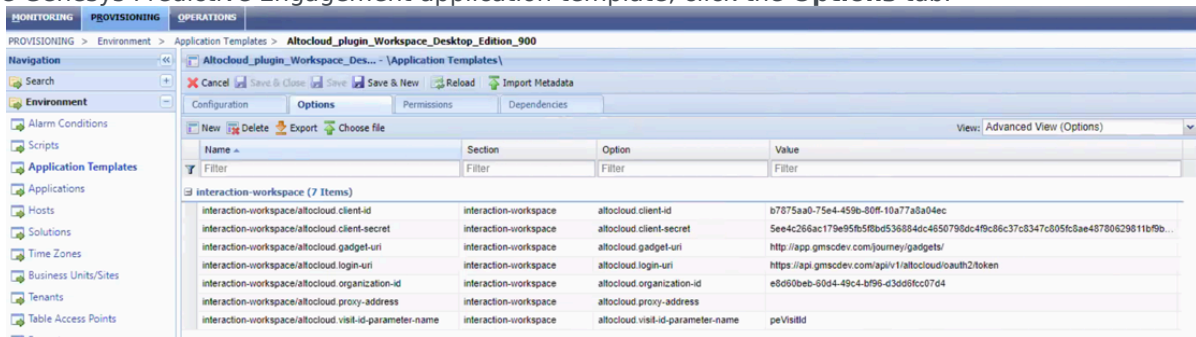 Genesys Predictive Engagement application template, click the Options tab.
MONITORING PROVISIONING OPERATIONS
PROVISIONING > Environment > Application Templates > Altocloud_plugin_Workspace_Desktop_Edition_900
Navigation Altocloud_plugin_Workspace_Des... - \Application Templates\
Search Cancel Save & Close Save Save & New Reload Import Metadata
Environment Configuration Options Permissions Dependencies
Alarm Conditions New Delete Export Choose file View: Advanced View (Options)
Scripts Name Section Option Value
Application Templates Filter Filter Filter Filter
Applications interaction-workspace (7 Items)
Hosts interaction-workspace/altocloud.client-id interaction-workspace altocloud.client-id b7875aa0-75e4-459b-80ff-10a77a8a04ec
Solutions interaction-workspace/altocloud.client-secret interaction-workspace altocloud.client-secret 5ee4c266ac179e95fb5f8bd536884dc4650798dc4f9c86c37c8347c805fc8ae48780629811bf9b...
Time Zones interaction-workspace/altocloud.gadget-uri interaction-workspace altocloud.gadget-uri http://app.gmscdev.com/journey/gadgets/
interaction-workspace/altocloud.login-uri interaction-workspace altocloud.login-uri https://api.gmscdev.com/api/v1/altocloud/oauth2/token
Business Units/Sites interaction-workspace/altocloud.organization-id interaction-workspace altocloud.organization-id e8d60beb-60d4-49c4-bf96-d3dd6fcc07d4
Tenants interaction-workspace/altocloud.proxy-address interaction-workspace altocloud.proxy-address
Table Access Points interaction-workspace/altocloud.visit-id-parameter-name interaction-workspace altocloud.visit-id-parameter-name peVisitId